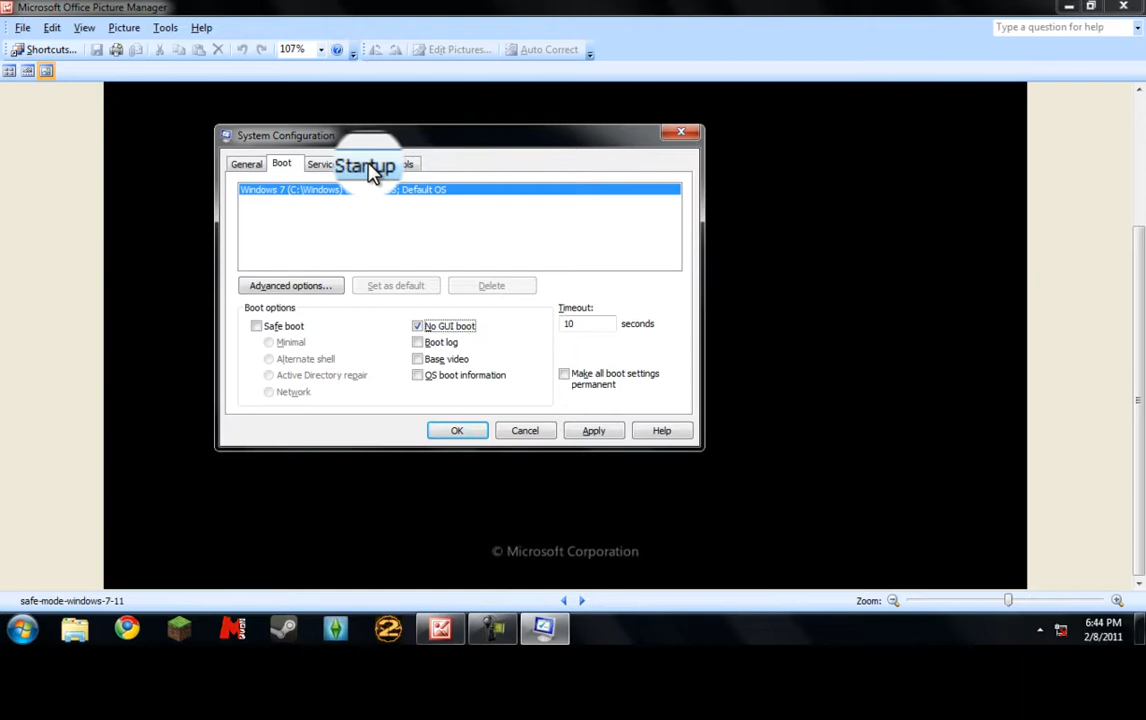 Microsoft Office Picture Manager
File Edit View Picture Tools Help
Type a question for help
Shortcuts... 107% Edit Pictures... Auto Correct
System Configuration
General Boot Startup
Windows 7 (C:\Windows) Default OS
Advanced options... Set as default Delete
Boot options
Timeout:
Safe boot No GUI boot 10 seconds
Minimal Boot log
Alternate shell Base video
Active Directory repair OS boot information Make all boot settings
permanent
Network
OK Cancel Apply Help
© Microsoft Corporation
safe-mode-windows-7-11 Zoom:
6:44 PM
2/8/2011